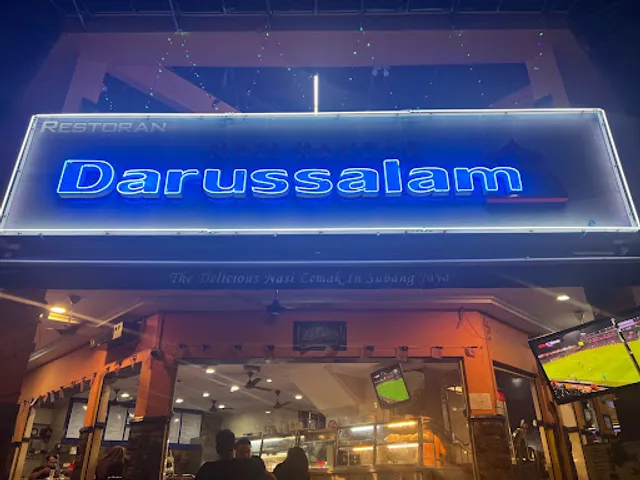 RESTORAN
Darussalam
The Delicious Nasi Lemak In Subang Jaya